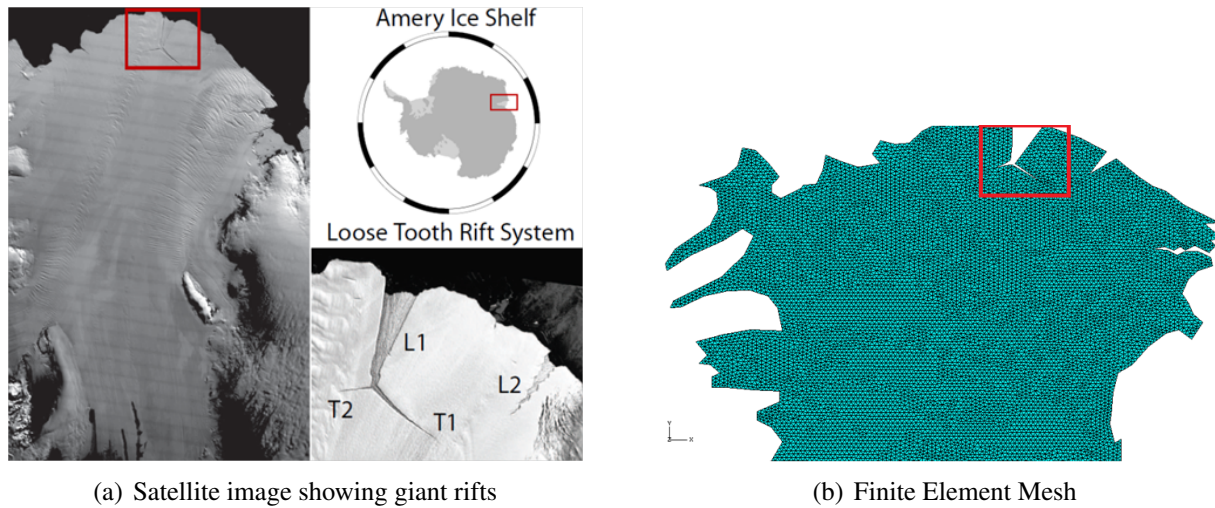 Amery Ice Shelf
Loose Tooth Rift System
L1
L2
T2
T1
Y
Z X
(a) Satellite image showing giant rifts
(b) Finite Element Mesh